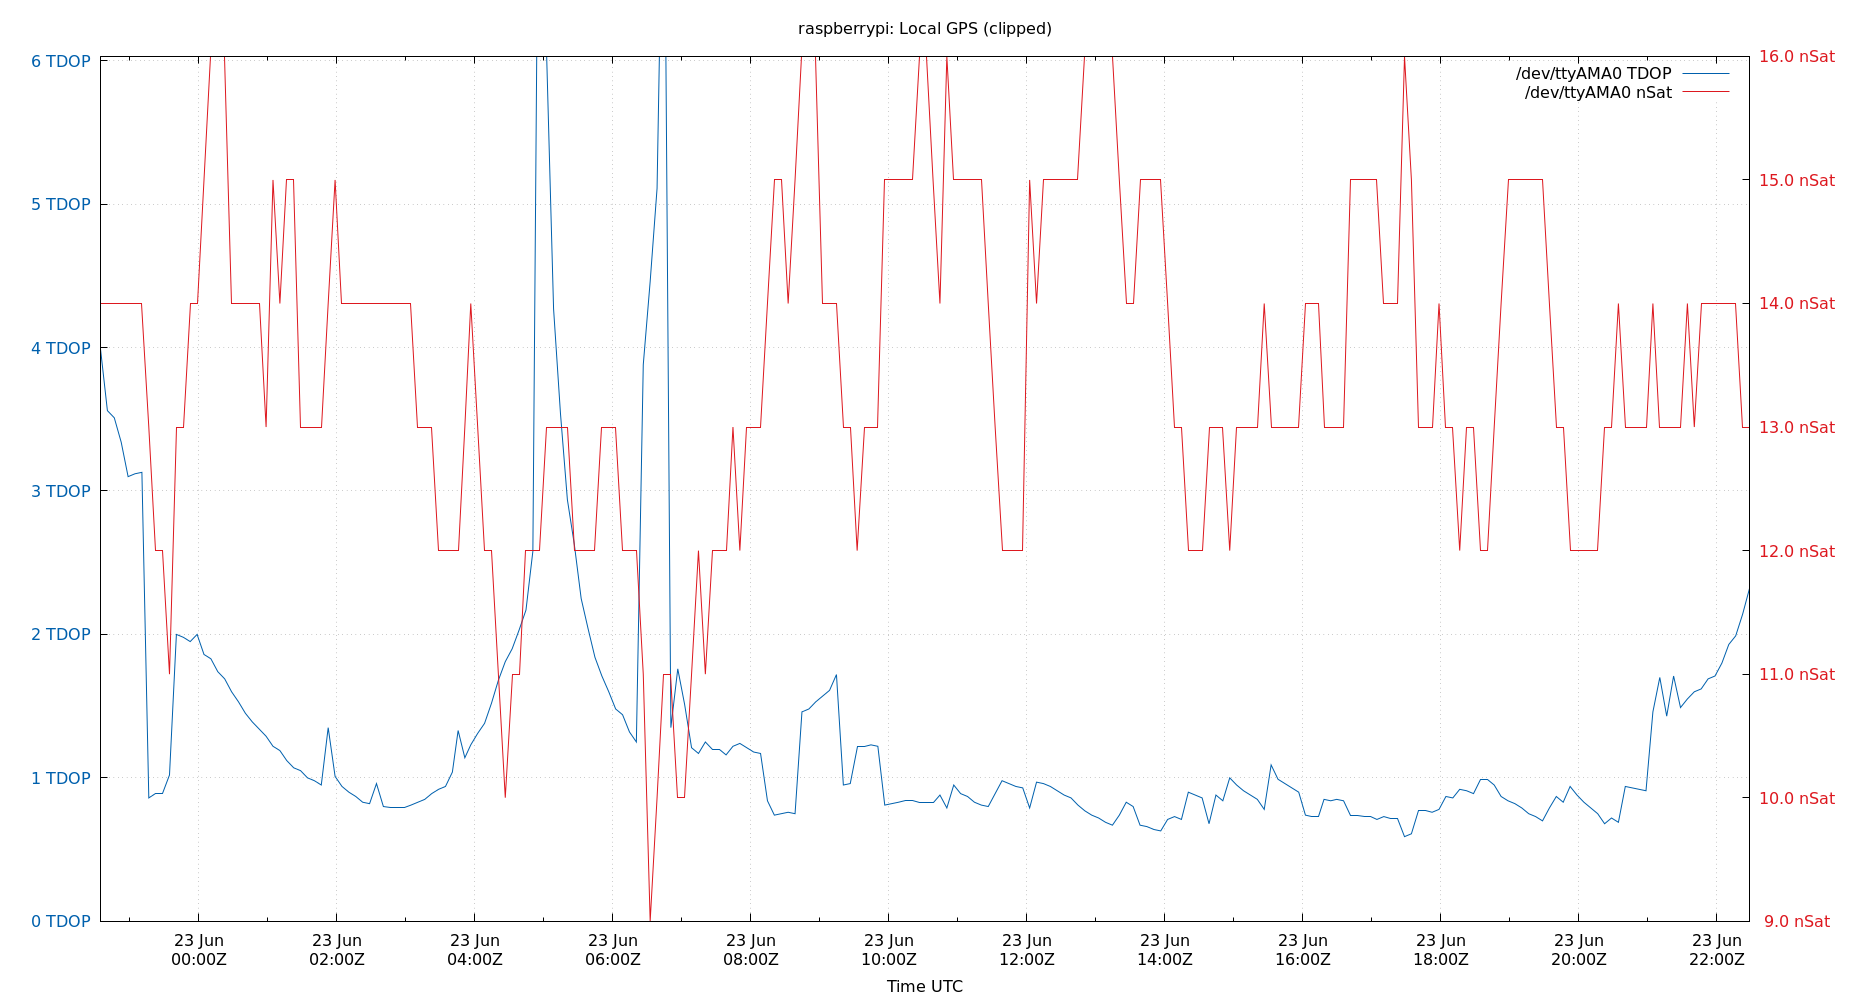 raspberrypi: Local GPS (clipped)
/dev/ttyAMA0 TDOP
/dev/ttyAMA0 nSat
6 TDOP
5 TDOP
4 TDOP
3 TDOP
2 TDOP
1 TDOP
0 TDOP
16.0 nSat
15.0 nSat
14.0 nSat
13.0 nSat
12.0 nSat
11.0 nSat
10.0 nSat
9.0 nSat
23 Jun
00:00Z
23 Jun
02:00Z
23 Jun
04:00Z
23 Jun
06:00Z
23 Jun
08:00Z
23 Jun
10:00Z
23 Jun
12:00Z
23 Jun
14:00Z
23 Jun
16:00Z
23 Jun
18:00Z
23 Jun
20:00Z
23 Jun
22:00Z
Time UTC